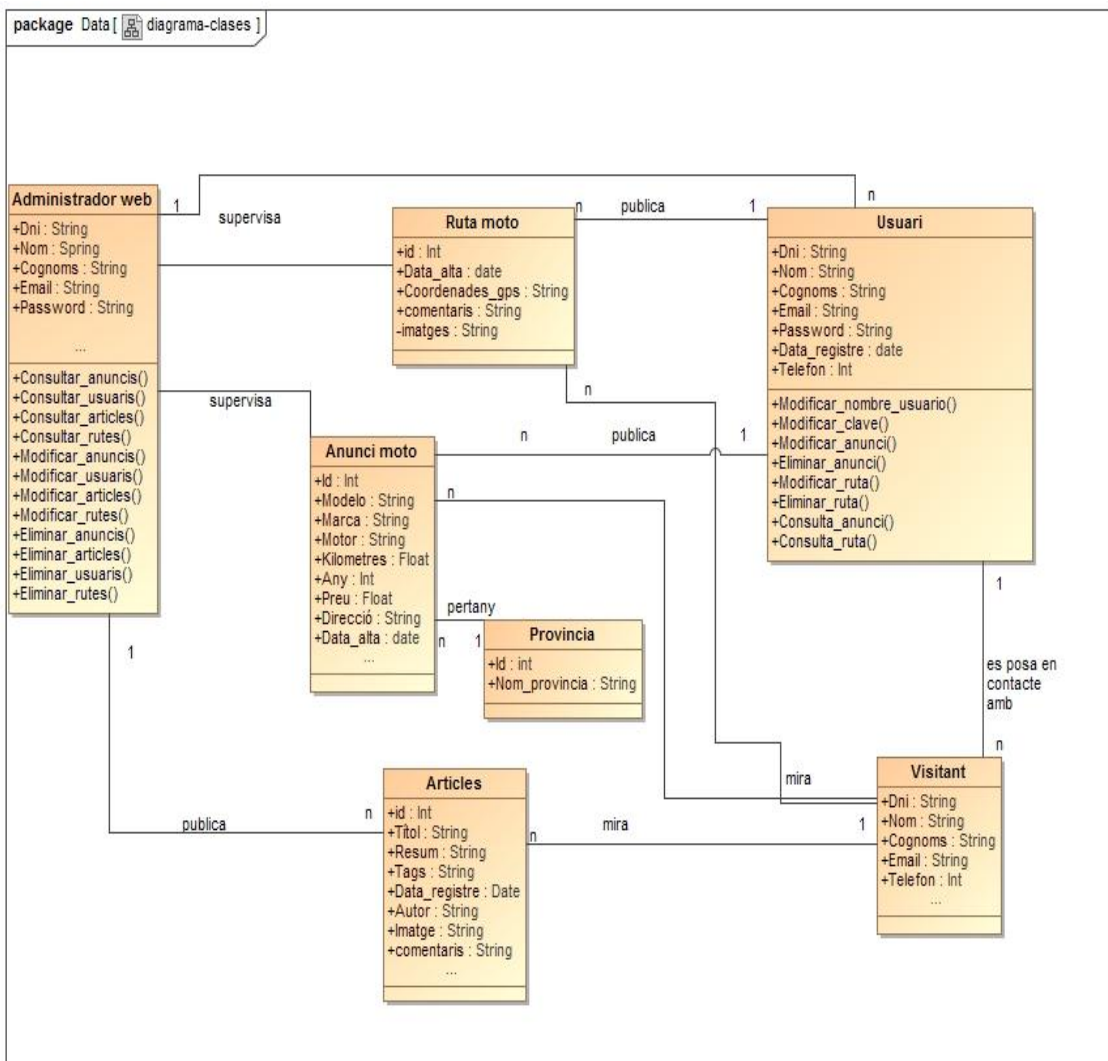 package Data [ diagrama-clases ]
Administrador web
+Dni : String
+Nom : Spring
+Cognoms : String
+Email : String
+Password : String
...
+Consultar_anuncis()
+Consultar_usuaris()
+Consultar_articles()
+Consultar_rutes()
+Modificar_anuncis()
+Modificar_usuaris()
+Modificar_articles()
+Modificar_rutes()
+Eliminar_anuncis()
+Eliminar_articles()
+Eliminar_usuaris()
+Eliminar_rutes()
1
supervisa
n
Ruta moto
+id : Int
+Data_alta : date
+Coordenades_gps : String
+comentaris : String
-imatges : String
n
publica
1
Usuari
+Dni : String
+Nom : String
+Cognoms : String
+Email : String
+Password : String
+Data_registre : date
+Telefon : Int
+Modificar_nombre_usuario()
+Modificar_clave()
+Modificar_anunci()
+Eliminar_anunci()
+Modificar_ruta()
+Eliminar_ruta()
+Consulta_anunci()
+Consulta_ruta()
supervisa
n
Anunci moto
+Id : Int
+Modelo : String
+Marca : String
+Motor : String
+Kilometres : Float
+Any : Int
+Preu : Float
+Direcció : String
+Data_alta : date
...
n
publica
1
n
pertany
n
1
Provincia
+Id : int
+Nom_provincia : String
1
es posa en
contacte
amb
n
1
publica
n
Articles
+id : Int
+Títol : String
+Resum : String
+Tags : String
+Data_registre : Date
+Autor : String
+Imatge : String
+comentaris : String
...
mira
n
mira
1
Visitant
+Dni : String
+Nom : String
+Cognoms : String
+Email : String
+Telefon : Int
...